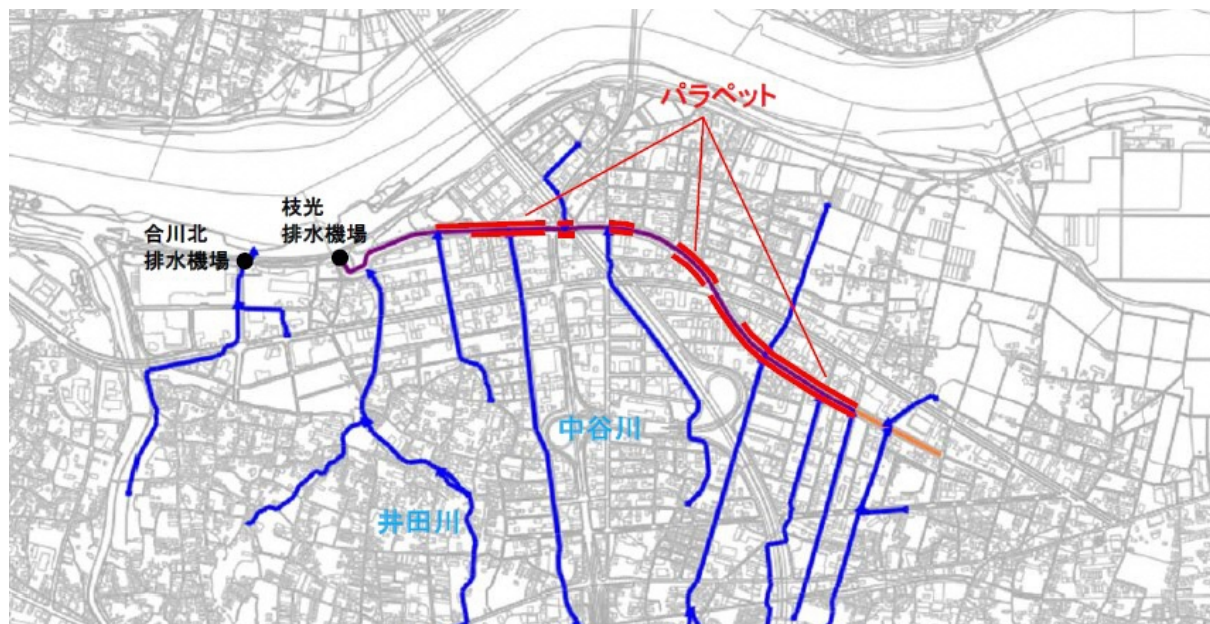 パラペット
枝光
排水機場
合川北
排水機場
中谷川
井田川